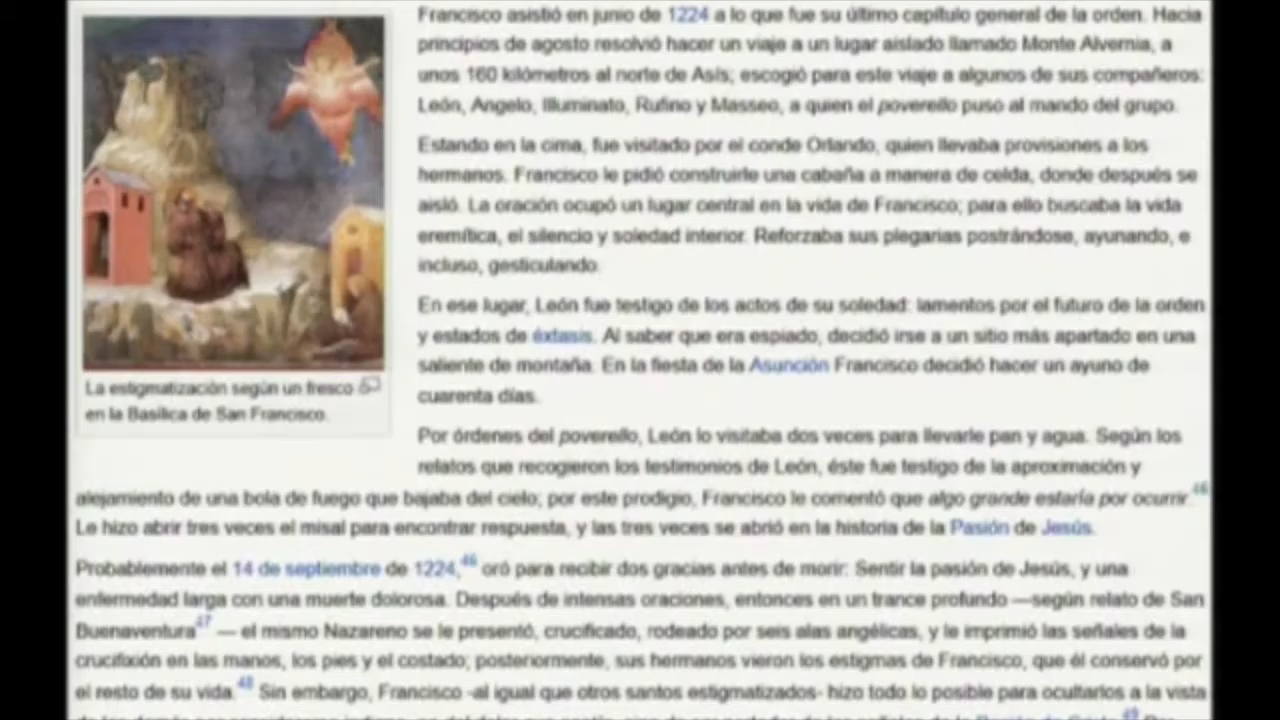 Francisco asistió en junio de 1224 a lo que fue su último capítulo general de la orden. Hacia
principios de agosto resolvió hacer un viaje a un lugar aislado llamado Monte Alvernia, a
unos 160 kilómetros al norte de Asís; escogió para este viaje a algunos de sus compañeros:
León, Angelo, Illuminato, Rufino y Masseo, a quien el poverello puso al mando del grupo.
Estando en la cima, fue visitado por el conde Orlando, quien llevaba provisiones a los
hermanos. Francisco le pidió construirle una cabaña a manera de celda, donde después se
aisló. La oración ocupó un lugar central en la vida de Francisco; para ello buscaba la vida
eremítica, el silencio y soledad interior. Reforzaba sus plegarias postrándose, ayunando, e
incluso, gesticulando.
En ese lugar, León fue testigo de los actos de su soledad: lamentos por el futuro de la orden
y estados de éxtasis. Al saber que era espiado, decidió irse a un sitio más apartado en una
saliente de montaña. En la fiesta de la Asunción Francisco decidió hacer un ayuno de
cuarenta días.
La estigmatización según un fresco
en la Basílica de San Francisco.
Por órdenes del poverello, León lo visitaba dos veces para llevarle pan y agua. Según los
relatos que recogieron los testimonios de León, éste fue testigo de la aproximación y
alejamiento de una bola de fuego que bajaba del cielo; por este prodigio, Francisco le comentó que algo grande estaría por ocurrir.
Le hizo abrir tres veces el misal para encontrar respuesta, y las tres veces se abrió en la historia de la Pasión de Jesús.
Probablemente el 14 de septiembre de 1224,46 oró para recibir dos gracias antes de morir: Sentir la pasión de Jesús, y una
enfermedad larga con una muerte dolorosa. Después de intensas oraciones, entonces en un trance profundo —según relato de San
Buenaventura47 — el mismo Nazareno se le presentó, crucificado, rodeado por seis alas angélicas, y le imprimió las señales de la
crucifixión en las manos, los pies y el costado; posteriormente, sus hermanos vieron los estigmas de Francisco, que él conservó por
el resto de su vida.48 Sin embargo, Francisco -al igual que otros santos estigmatizados- hizo todo lo posible para ocultarlos a la vista